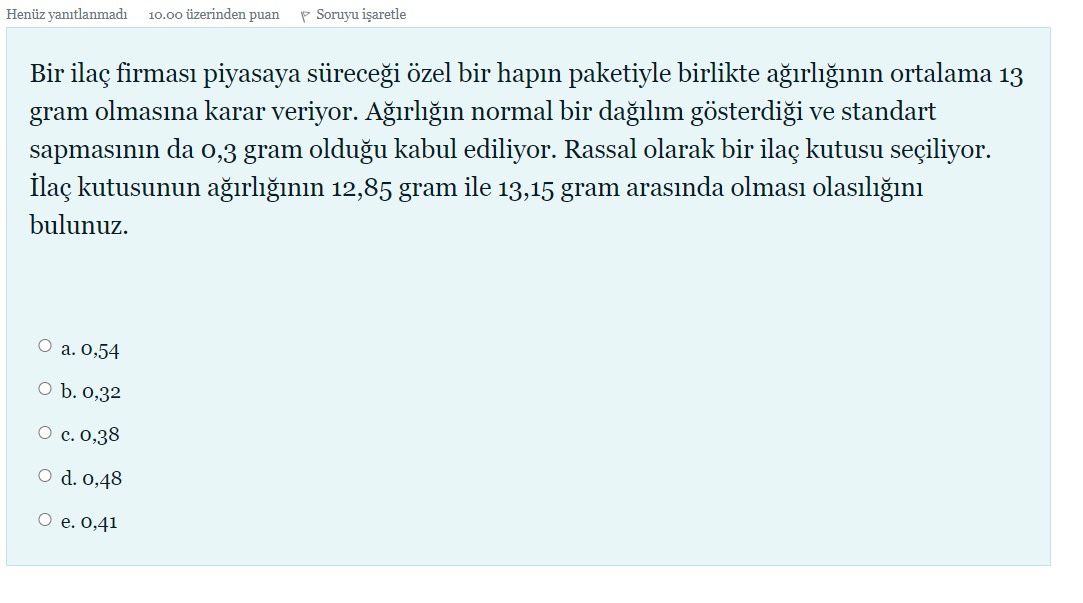 Henüz yanıtlanmadı 10.00 üzerinden puan Soruyu işaretle
Bir ilaç firması piyasaya süreceği özel bir hapın paketiyle birlikte ağırlığının ortalama 13
gram olmasına karar veriyor. Ağırlığın normal bir dağılım gösterdiği ve standart
sapmasının da 0,3 gram olduğu kabul ediliyor. Rassal olarak bir ilaç kutusu seçiliyor.
İlaç kutusunun ağırlığının 12,85 gram ile 13,15 gram arasında olması olasılığını
bulunuz.
a. 0,54
b. 0,32
c. 0,38
d. 0,48
e. 0,41